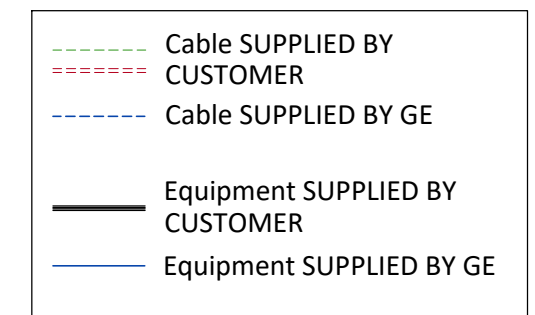 Cable SUPPLIED BY
CUSTOMER
Cable SUPPLIED BY GE
Equipment SUPPLIED BY
CUSTOMER
Equipment SUPPLIED BY GE